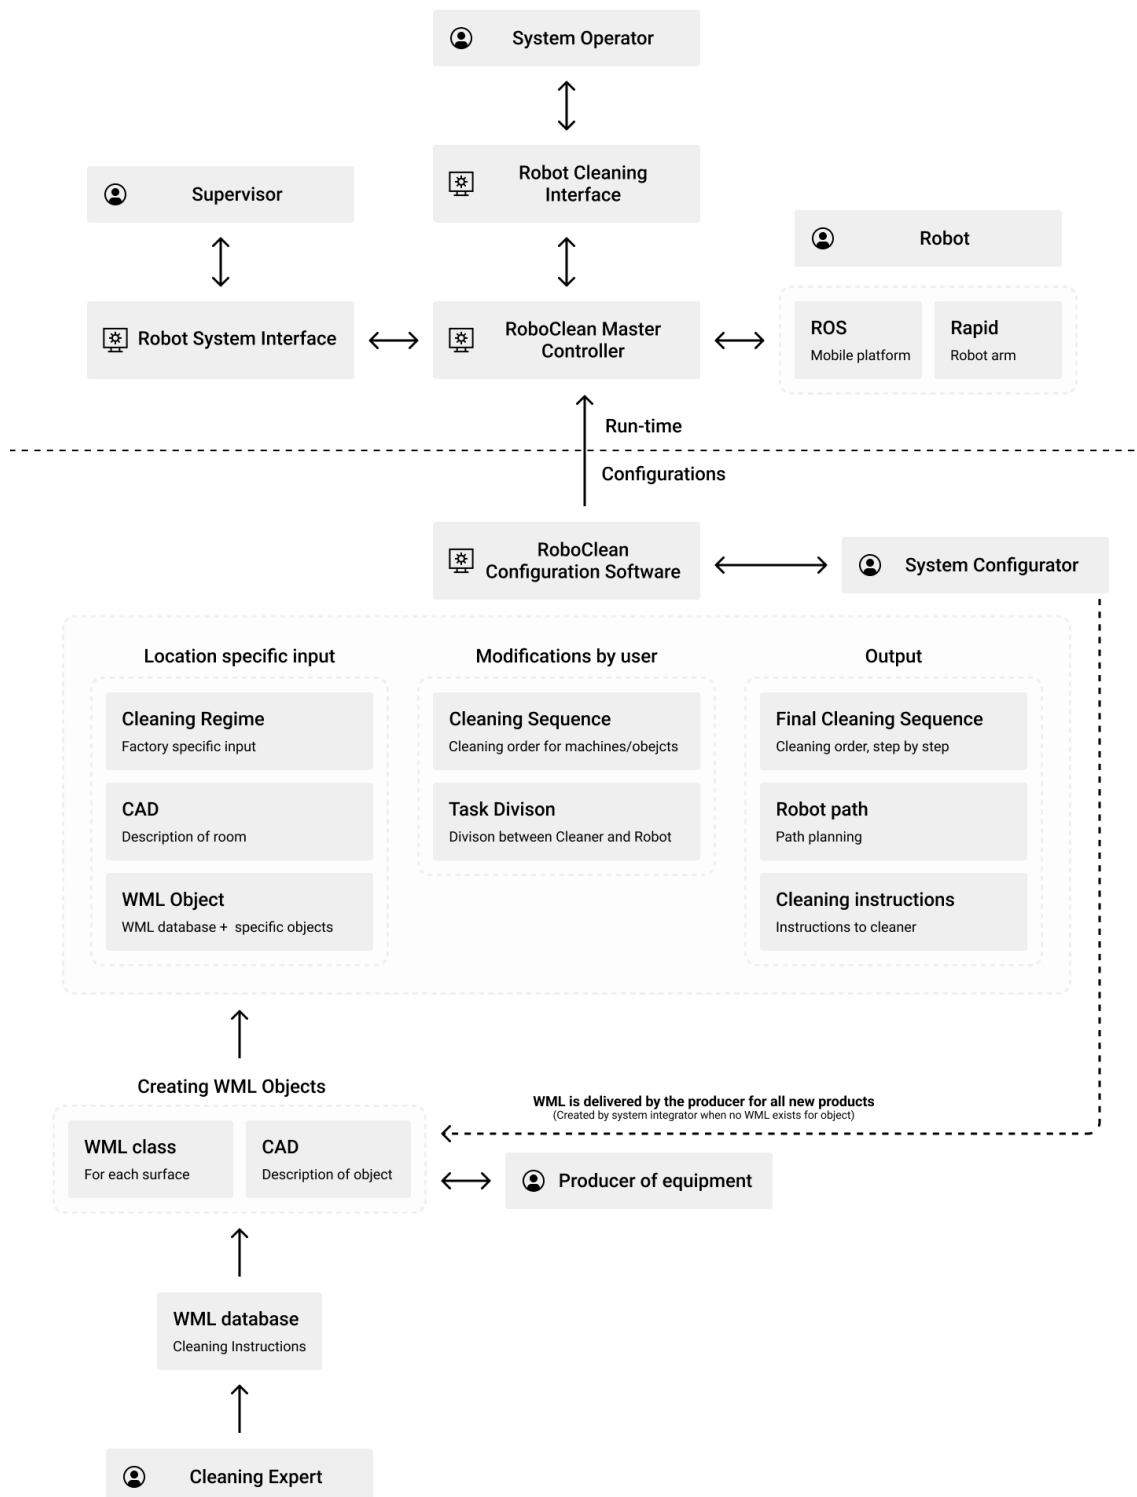 System Operator
Robot Cleaning
Interface
Supervisor
Robot
Robot System Interface
RoboClean Master
Controller
ROS
Mobile platform
Rapid
Robot arm
Run-time
Configurations
RoboClean
Configuration Software
System Configurator
Location specific input
Modifications by user
Output
Cleaning Regime
Factory specific input
Cleaning Sequence
Cleaning order for machines/obejcts
Final Cleaning Sequence
Cleaning order, step by step
CAD
Description of room
Task Divison
Divison between Cleaner and Robot
Robot path
Path planning
WML Object
WML database + specific objects
Cleaning instructions
Instructions to cleaner
Creating WML Objects
WML is delivered by the producer for all new products
(Created by system integrator when no WML exists for object)
WML class
For each surface
CAD
Description of object
Producer of equipment
WML database
Cleaning Instructions
Cleaning Expert